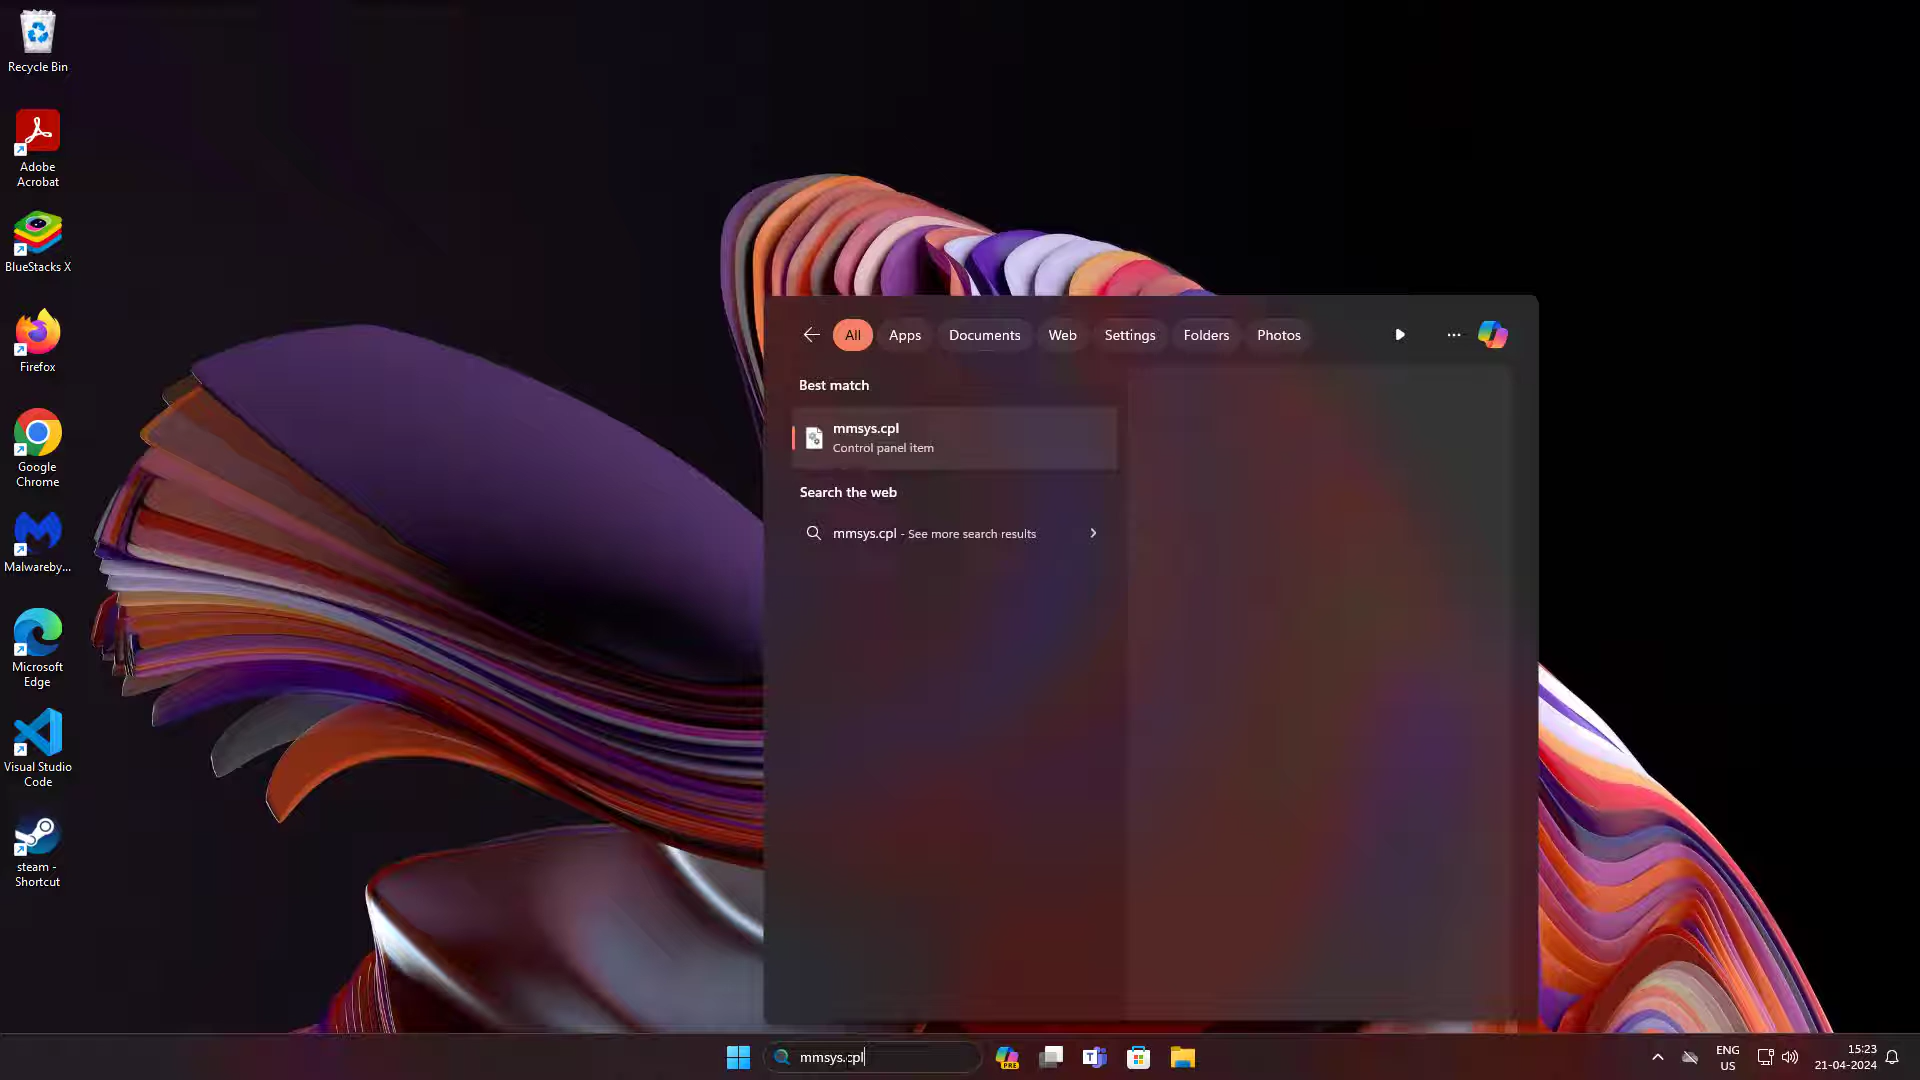 Recycle Bin
Adobe
Acrobat
BlueStacks X
Firefox
Google
Chrome
Malwareby...
Microsoft
Edge
Visual Studio
Code
steam -
Shortcut
All
Apps
Documents
Web
Settings
Folders
Photos
Best match
mmsys.cpl
Control panel item
Search the web
mmsys.cpl - See more search results
mmsys.cpl
PRE
ENG
US
15:23
21-04-2024